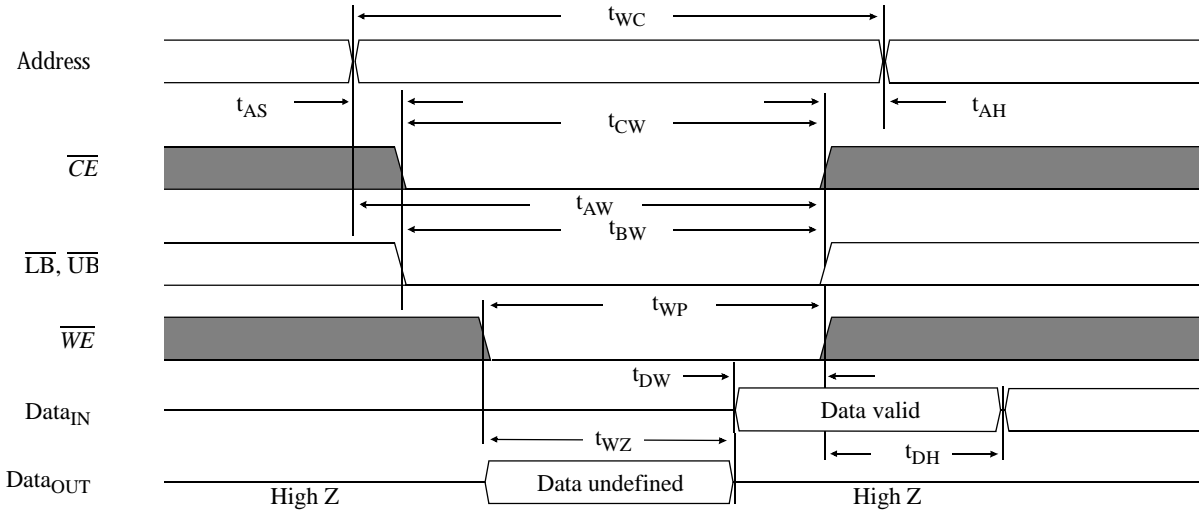 tWC
Address
tAS
tAH
tCW
CE
tAW
tBW
LB, UB
tWP
WE
tDW
DataIN
Data valid
tWZ
tDH
DataOUT
Data undefined
High Z
High Z